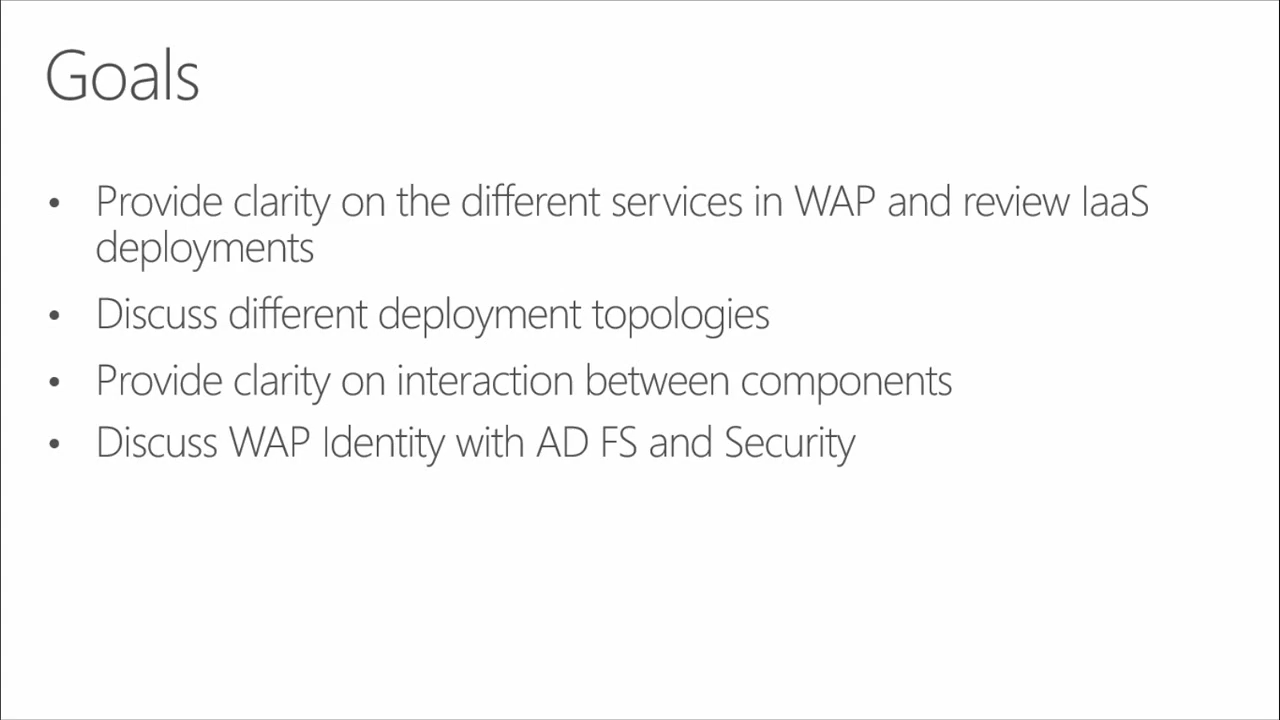 Goals
• Provide clarity on the different services in WAP and review IaaS
deployments
• Discuss different deployment topologies
• Provide clarity on interaction between components
• Discuss WAP Identity with AD FS and Security